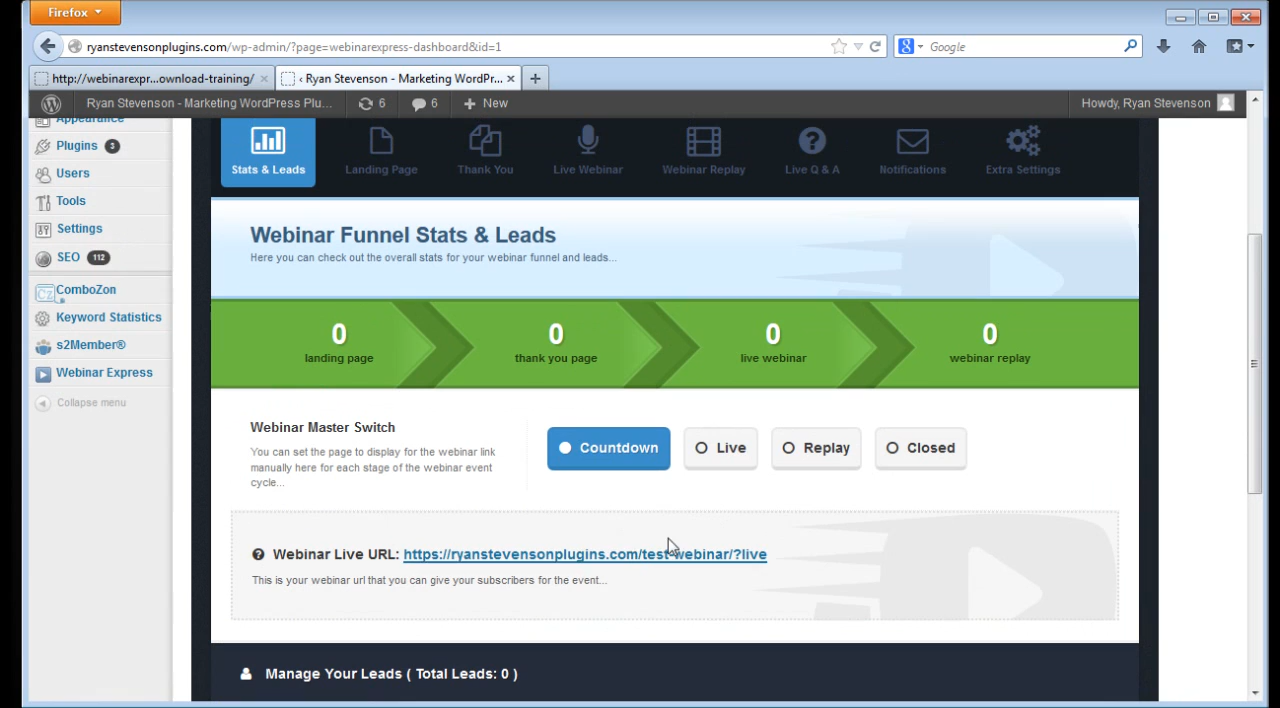 Firefox
ryanstevensonplugins.com/wp-admin/?page=webinarexpress-dashboard&id=1
Google
http://webinarexpr...ownload-training/
‹ Ryan Stevenson - Marketing WordPr...
Ryan Stevenson - Marketing WordPress Plu...
6
6
New
Howdy, Ryan Stevenson
Appearance
Plugins 3
Users
Tools
Settings
SEO 112
ComboZon
Keyword Statistics
s2Member®
Webinar Express
Collapse menu
Stats & Leads
Landing Page
Thank You
Live Webinar
Webinar Replay
Live Q & A
Notifications
Extra Settings
Webinar Funnel Stats & Leads
Here you can check out the overall stats for your webinar funnel and leads...
0
landing page
0
thank you page
0
live webinar
0
webinar replay
Webinar Master Switch
You can set the page to display for the webinar link
manually here for each stage of the webinar event
cycle...
Countdown
Live
Replay
Closed
Webinar Live URL: https://ryanstevensonplugins.com/test-webinar/?live
This is your webinar url that you can give your subscribers for the event...
Manage Your Leads ( Total Leads: 0 )